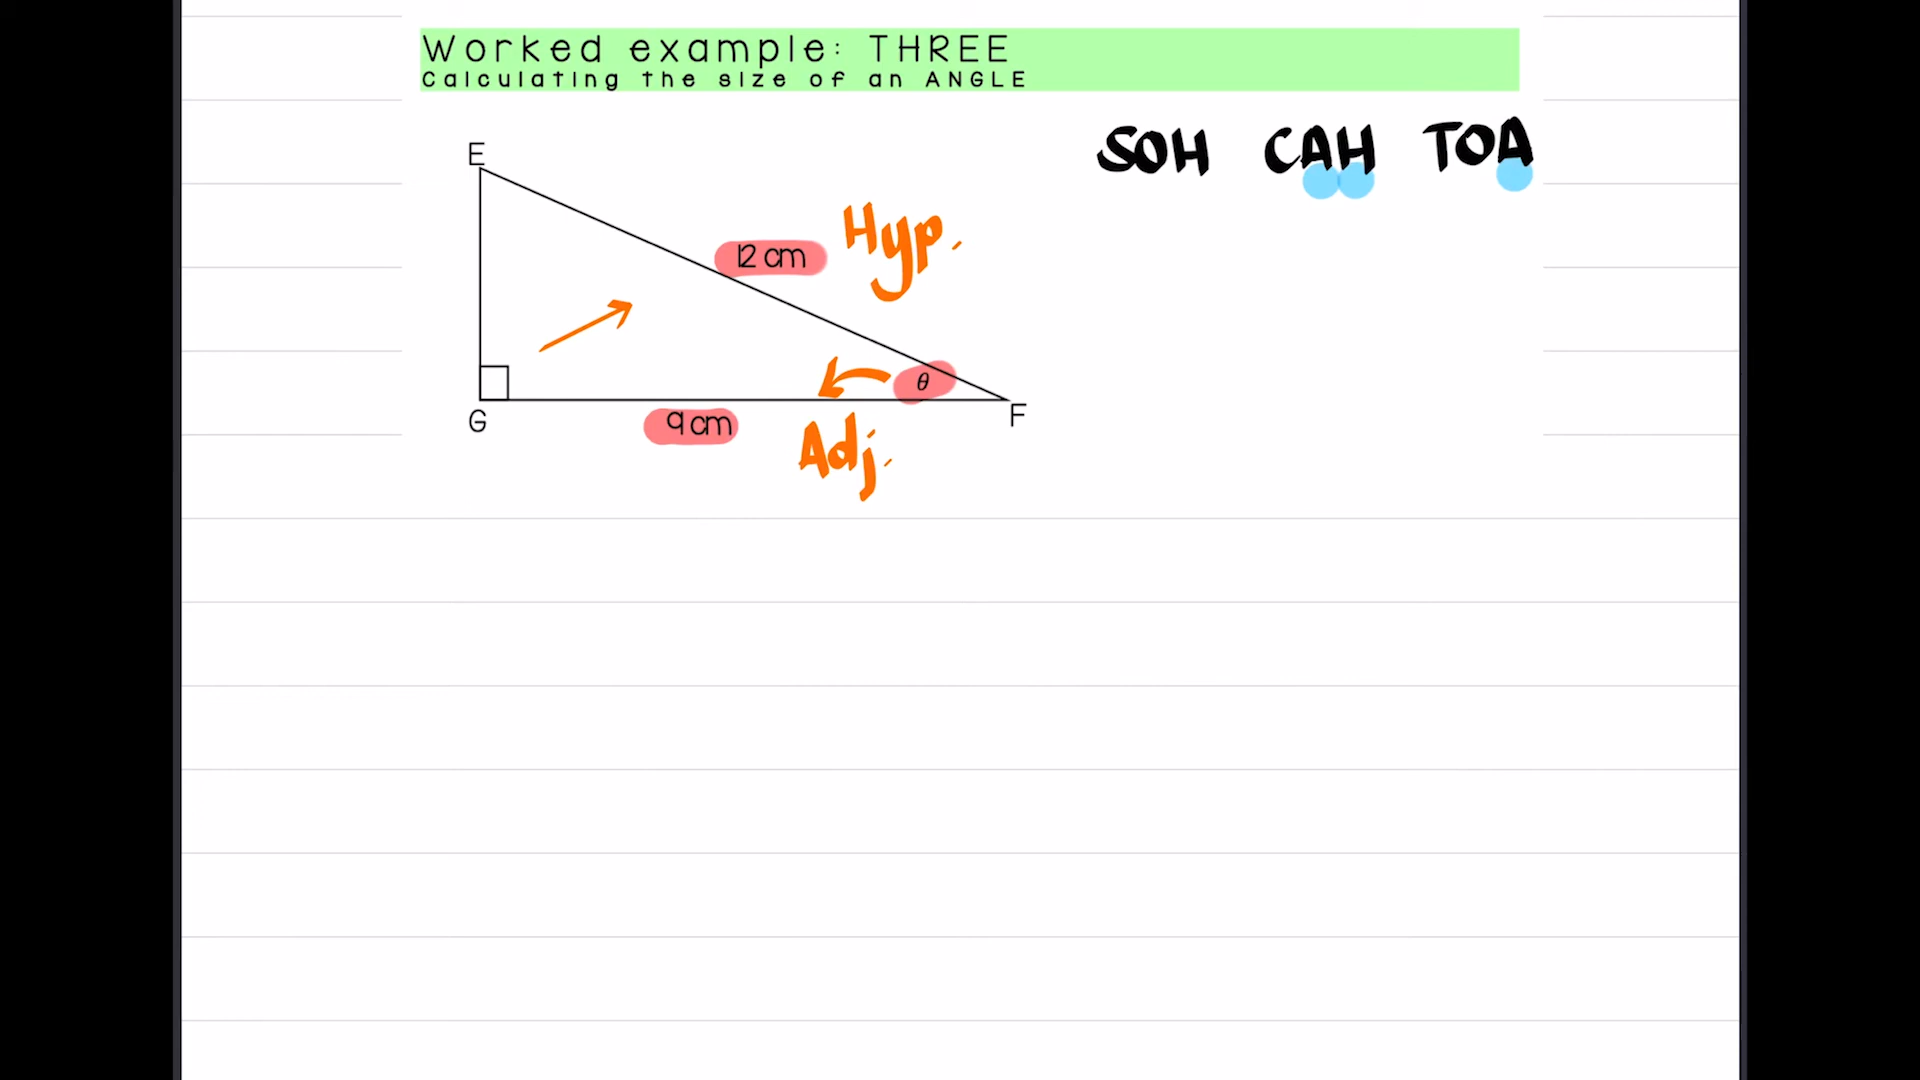 Worked example: THREE
Calculating the size of an ANGLE
SOH CAH TOA
E
Hyp.
12 cm
θ
G
9 cm
F
Adj.